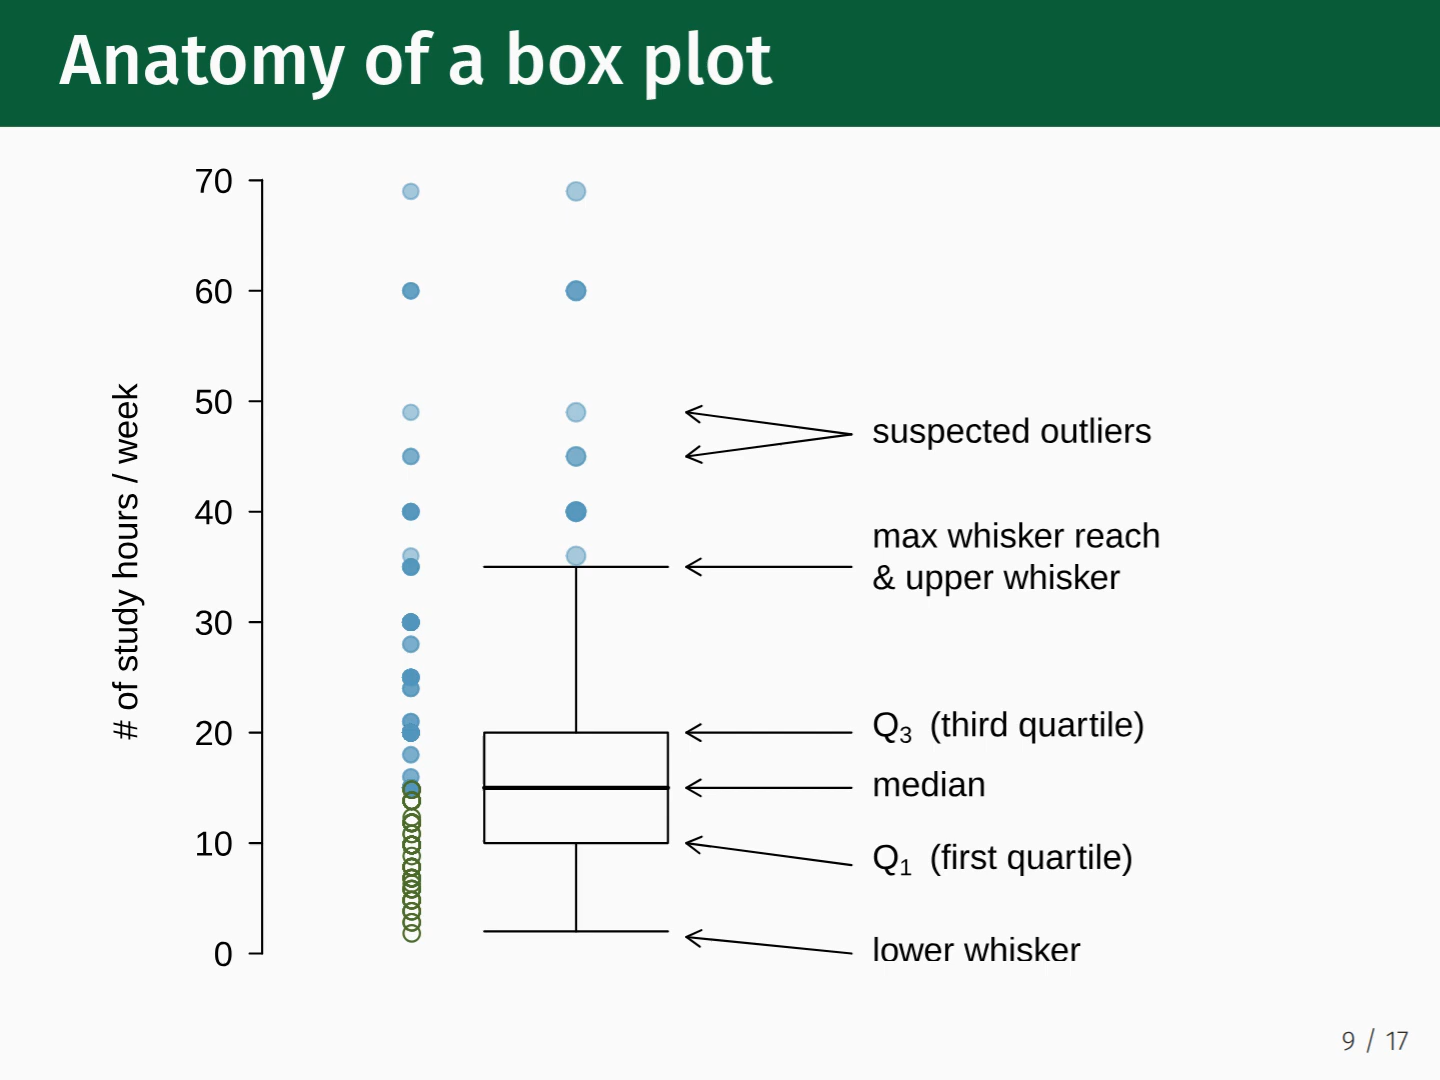 Anatomy of a box plot
70
60
50
40
30
20
10
0
# of study hours / week
suspected outliers
max whisker reach
& upper whisker
Q3 (third quartile)
median
Q1 (first quartile)
lower whisker
9 / 17